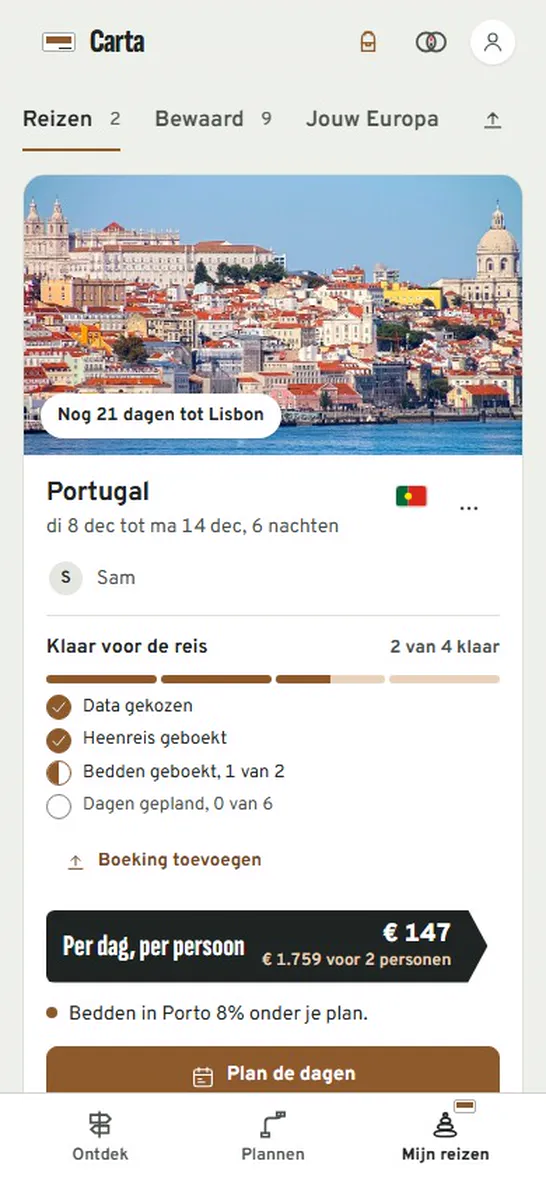 Carta
Reizen 2 Bewaard 9 Jouw Europa
Nog 21 dagen tot Lisbon
Portugal
di 8 dec tot ma 14 dec, 6 nachten
...
S Sam
Klaar voor de reis 2 van 4 klaar
Data gekozen
Heenreis geboekt
Bedden geboekt, 1 van 2
Dagen gepland, 0 van 6
Boeking toevoegen
Per dag, per persoon € 147
€ 1.759 voor 2 personen
Bedden in Porto 8% onder je plan.
Plan de dagen
Ontdek Plannen Mijn reizen